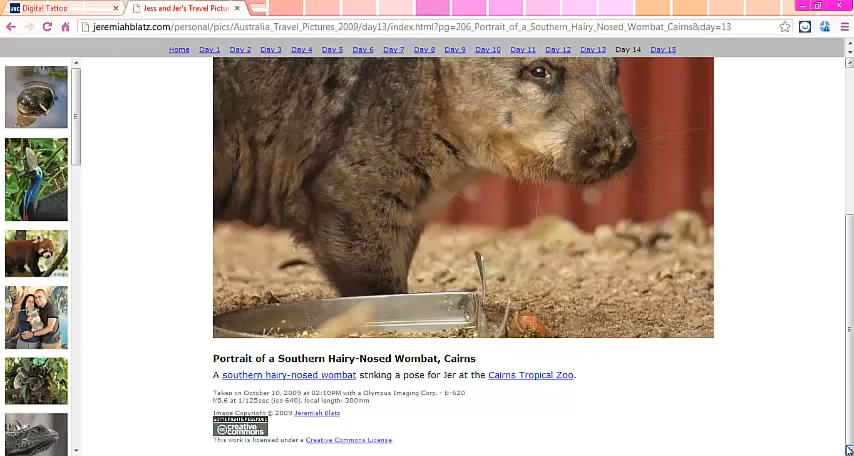 Digital Tattoo
Jess and Jer's Travel Pictu
jeremiahblatz.com/personal/pics/Australia_Travel_Pictures_2009/day13/index.html?pg=206_Portrait_of_a_Southern_Hairy_Nosed_Wombat_Cairns&day=13
Home Day 1 Day 2 Day 3 Day 4 Day 5 Day 6 Day 7 Day 8 Day 9 Day 10 Day 11 Day 12 Day 13 Day 14 Day 15
Portrait of a Southern Hairy-Nosed Wombat, Cairns
A southern hairy-nosed wombat striking a pose for Jer at the Cairns Tropical Zoo.
Taken on October 10, 2009 at 02:10PM with a Olympus Imaging Corp. - E-620
f/5.6 at 1/125sec (iso 640), focal length: 300mm
Image Copyright © 2009 Jeremiah Blatz
SOME RIGHTS RESERVED
creative commons
This work is licensed under a Creative Commons License.